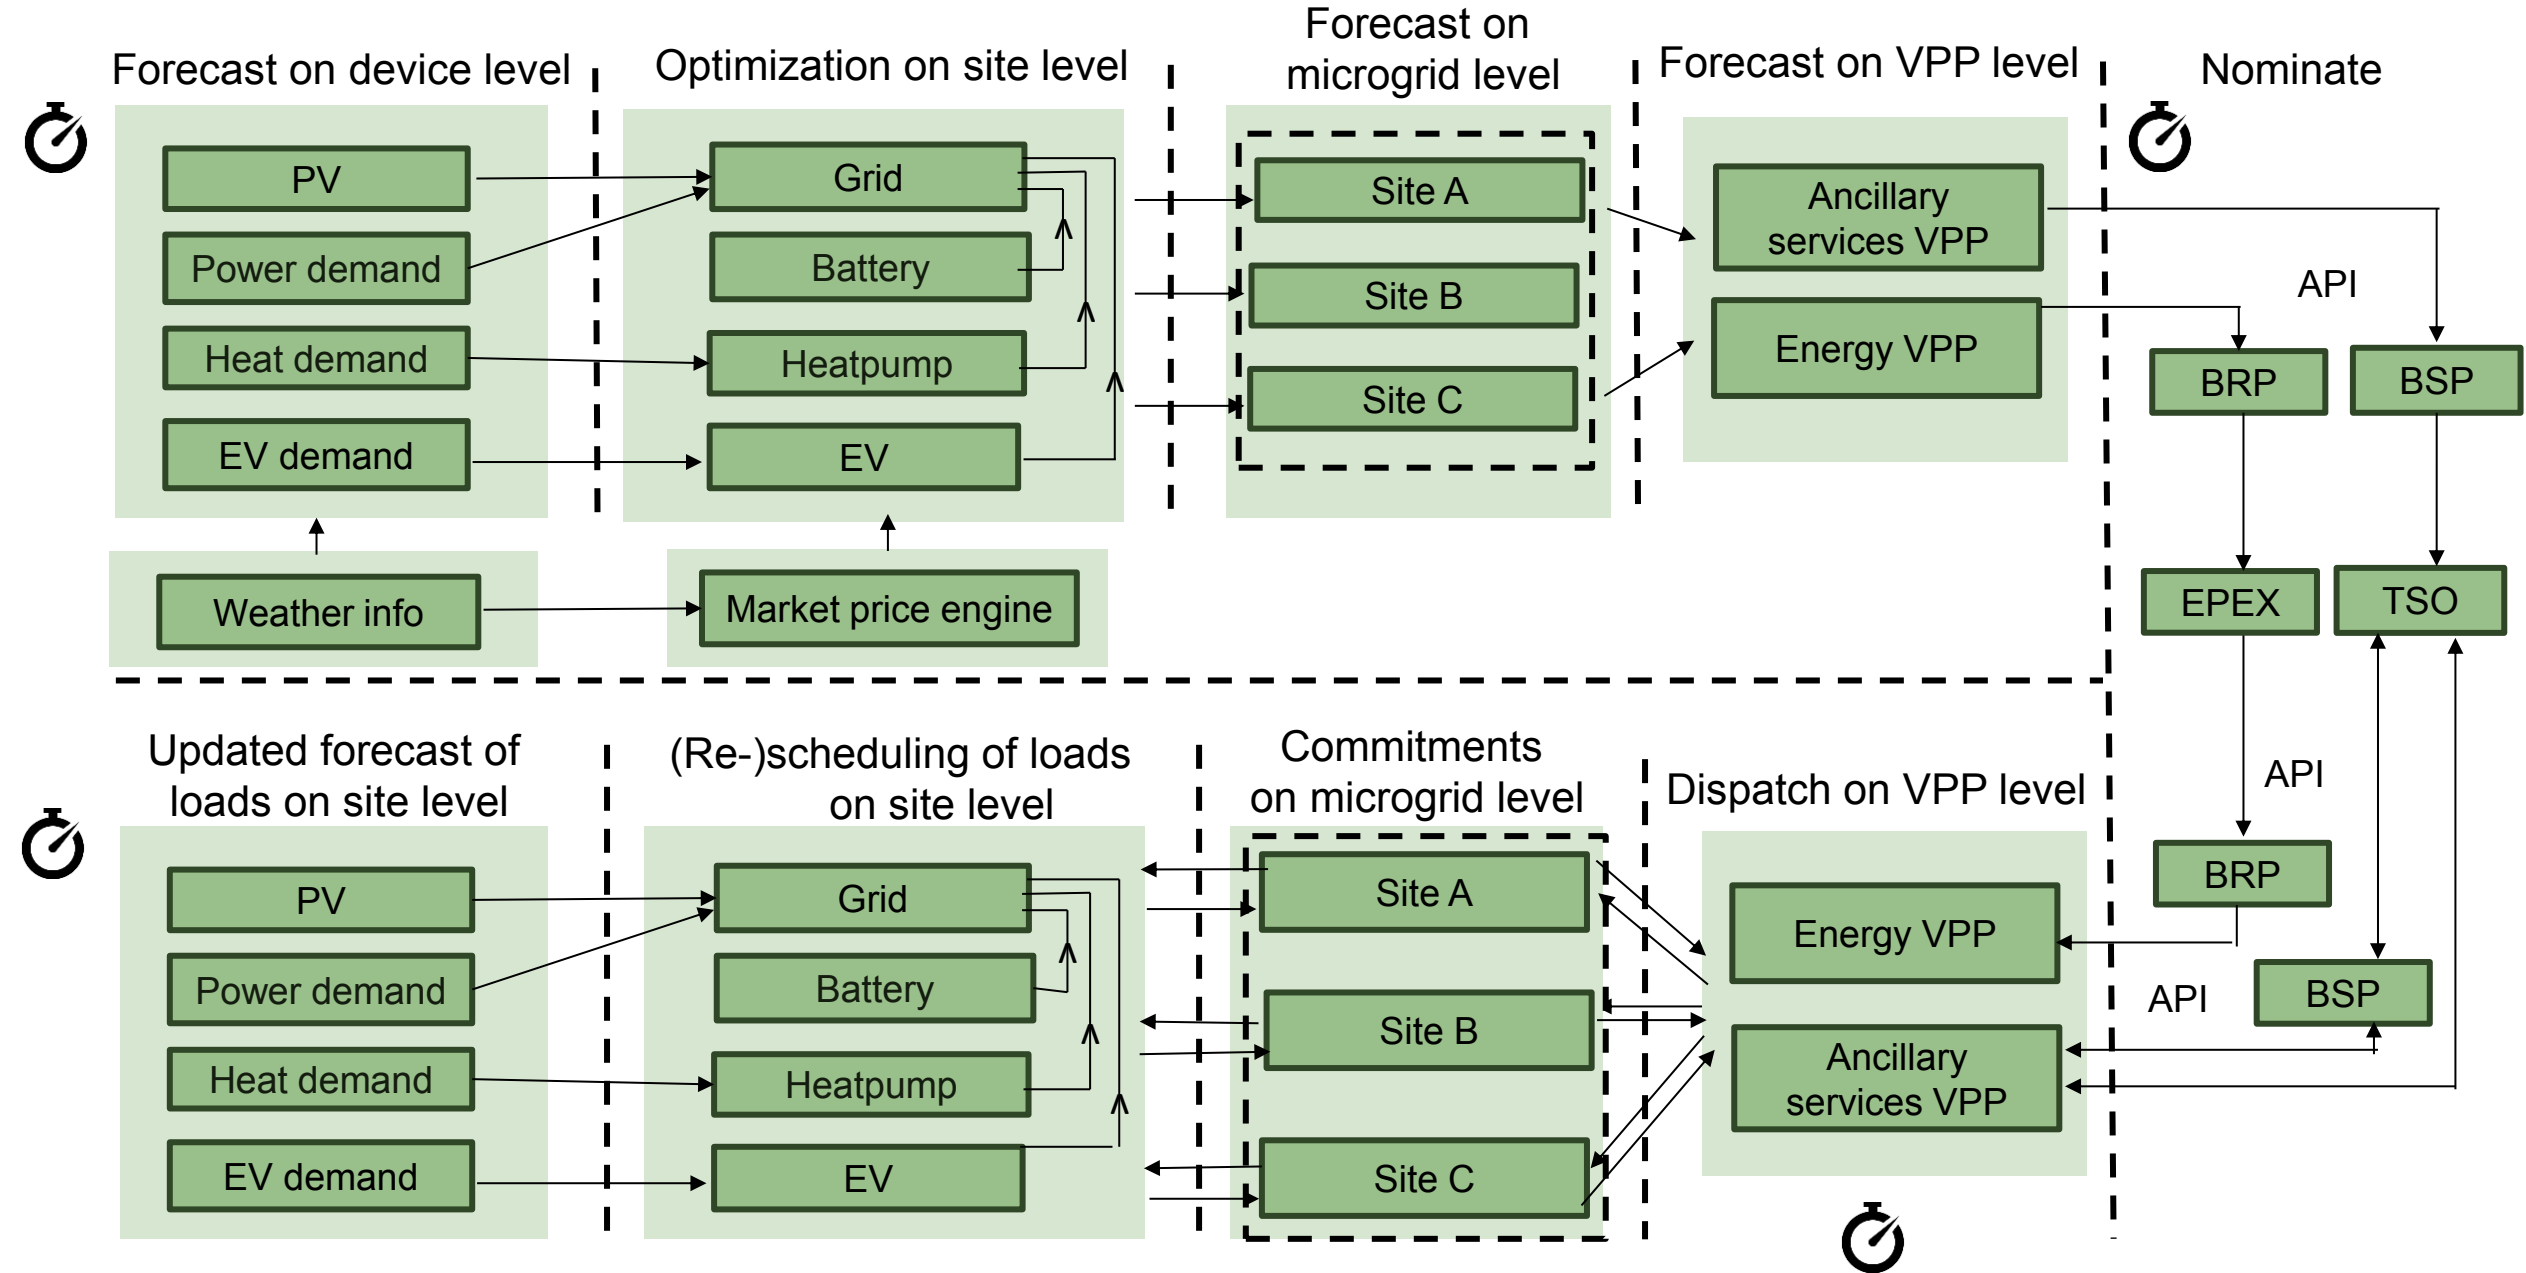 Forecast on device level
PV
Power demand
Heat demand
EV demand
Weather info
Optimization on site level
Grid
Battery
Heatpump
EV
Market price engine
Forecast on
microgrid level
Site A
Site B
Site C
Forecast on VPP level
Ancillary
services VPP
Energy VPP
Nominate
API
BRP
BSP
EPEX
TSO
API
BRP
BSP
API
Updated forecast of
loads on site level
PV
Power demand
Heat demand
EV demand
(Re-)scheduling of loads
on site level
Grid
Battery
Heatpump
EV
Commitments
on microgrid level
Site A
Site B
Site C
Dispatch on VPP level
Energy VPP
Ancillary
services VPP